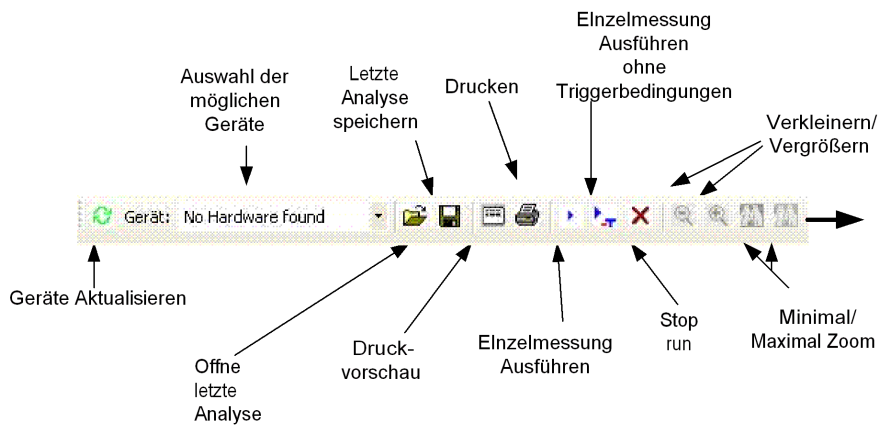 EInzelmessung
Ausführen
ohne
Triggerbedingungen
Auswahl der
möglichen
Geräte
Letzte
Analyse
speichern
Drucken
Verkleinern/
Vergrößern
Gerät: No Hardware found
Geräte Aktualisieren
Offne
letzte
Analyse
Druck-
vorschau
EInzelmessung
Ausführen
Stop
run
Minimal/
Maximal Zoom